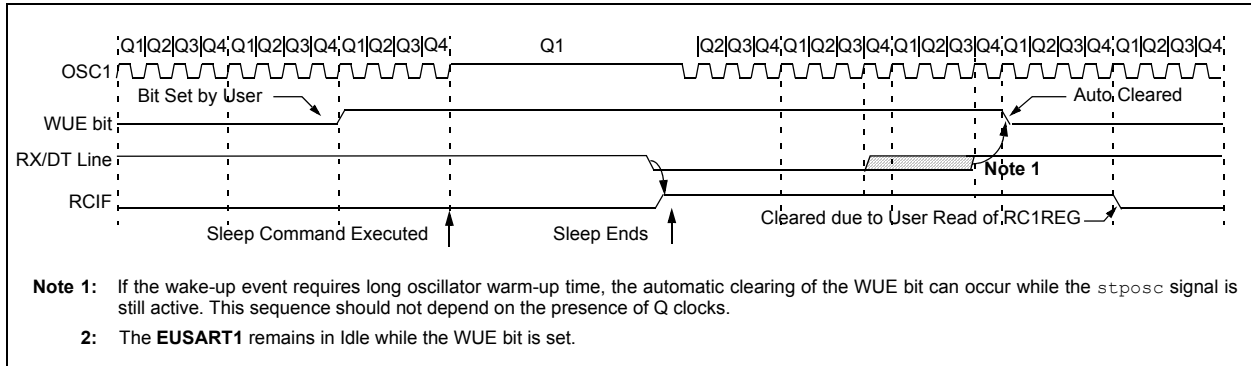 Q1|Q2|Q3|Q4|Q1|Q2|Q3|Q4|Q1|Q2|Q3|Q4 Q1 |Q2|Q3|Q4|Q1|Q2|Q3|Q4|Q1|Q2|Q3|Q4|Q1|Q2|Q3|Q4|Q1|Q2|Q3|Q4
OSC1
Bit Set by User Auto Cleared
WUE bit
RX/DT Line
Note 1
RCIF
Cleared due to User Read of RC1REG
Sleep Command Executed Sleep Ends
Note 1: If the wake-up event requires long oscillator warm-up time, the automatic clearing of the WUE bit can occur while the stposc signal is
still active. This sequence should not depend on the presence of Q clocks.
2: The EUSART1 remains in Idle while the WUE bit is set.